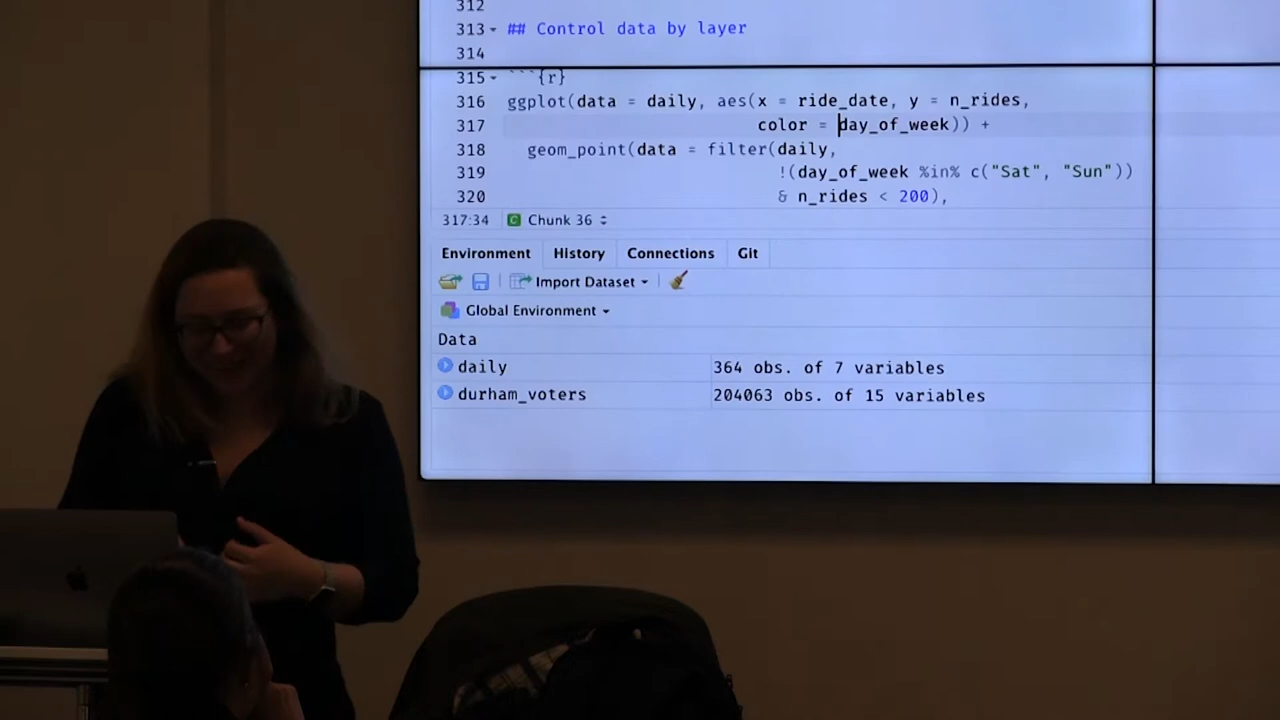 312
313 ## Control data by layer
314
315 ```{r}
316 ggplot(data = daily, aes(x = ride_date, y = n_rides,
317 color = day_of_week)) +
318 geom_point(data = filter(daily,
319 !(day_of_week %in% c("Sat", "Sun"))
320 & n_rides < 200),
317:34 C Chunk 36
Environment History Connections Git
Import Dataset
Global Environment
Data
daily 364 obs. of 7 variables
durham_voters 204063 obs. of 15 variables